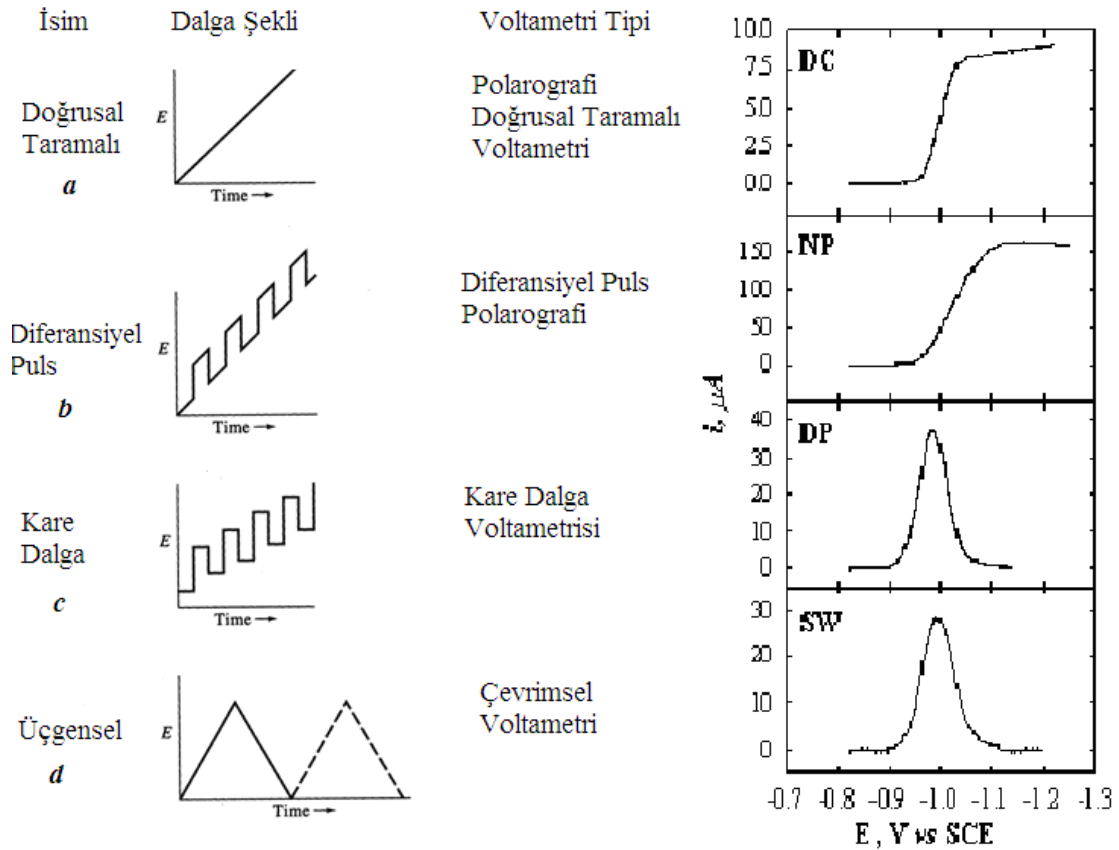 İsim Dalga Şekli Voltametri Tipi
Doğrusal
Taramalı
a
E
Time →
Polarografi
Doğrusal Taramalı
Voltametri
Diferansiyel
Puls
b
E
Time →
Diferansiyel Puls
Polarografi
Kare
Dalga
c
E
Time →
Kare Dalga
Voltametrisi
Üçgensel
d
E
Time →
Çevrimsel
Voltametri
i, µA
DC
10.0
7.5
5.0
2.5
0.0
NP
150
100
50
0
DP
40
30
20
10
0
SW
30
20
10
0
-0.7 -0.8 -0.9 -1.0 -1.1 -1.2 -1.3
E , V vs SCE